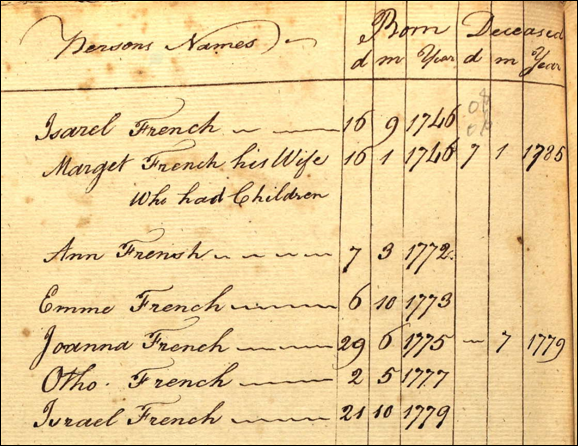 Persons Names Born Deceased
d m Year d m Year
Isarel French 16 9 1746
Marget French his Wife 16 1 1746 7 1 1785
Who had Children
Ann Frensh 7 3 1772
Emme French 6 10 1773
Joanna French 29 6 1775 — 7 1779
Otho. French 2 5 1777
Israel French 21 10 1779